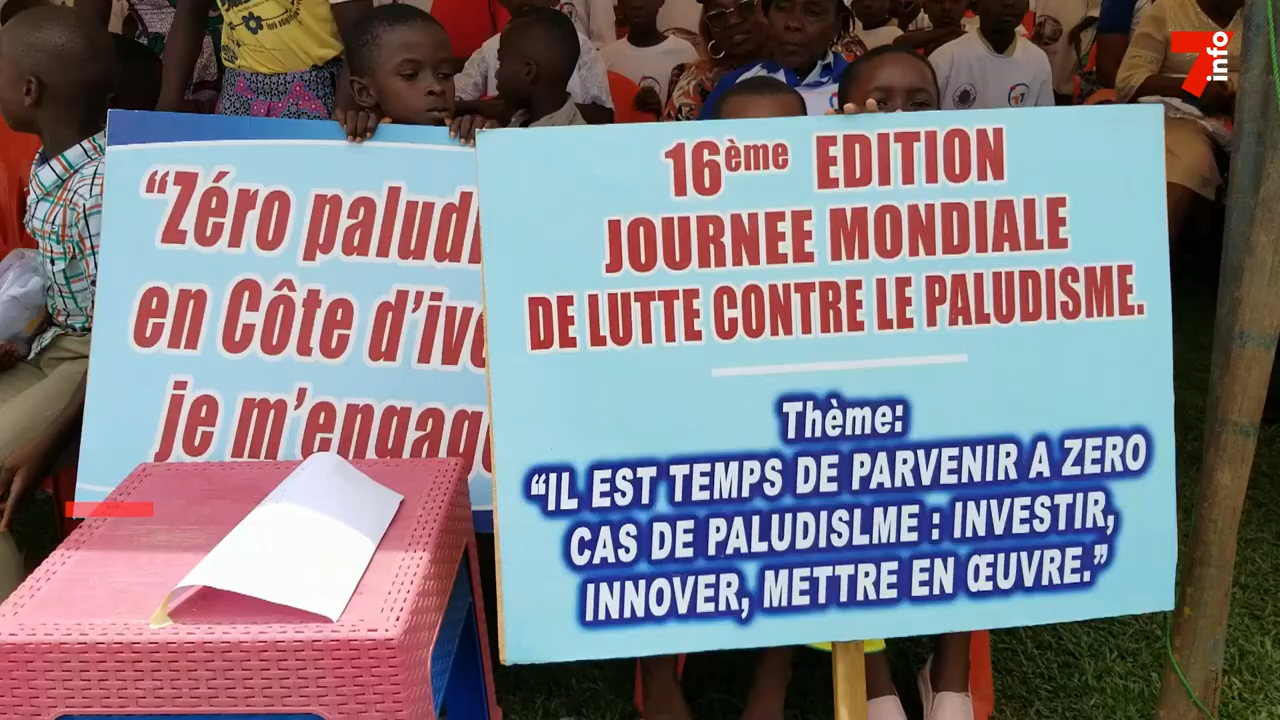 7info
“Zéro palud
en Côte d’ivo
je m’engag
16ème EDITION
JOURNEE MONDIALE
DE LUTTE CONTRE LE PALUDISME.
Thème:
“IL EST TEMPS DE PARVENIR A ZERO
CAS DE PALUDISLME : INVESTIR,
INNOVER, METTRE EN ŒUVRE.”